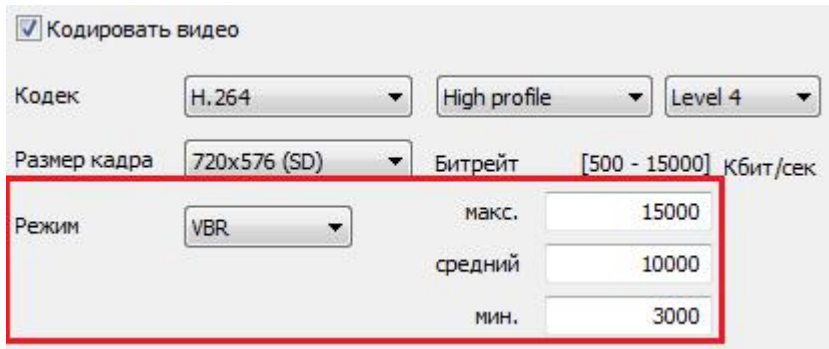 Кодировать видео
Кодек H.264 High profile Level 4
Размер кадра 720x576 (SD) Битрейт [500 - 15000] Кбит/сек
Режим VBR макс. 15000
средний 10000
мин. 3000